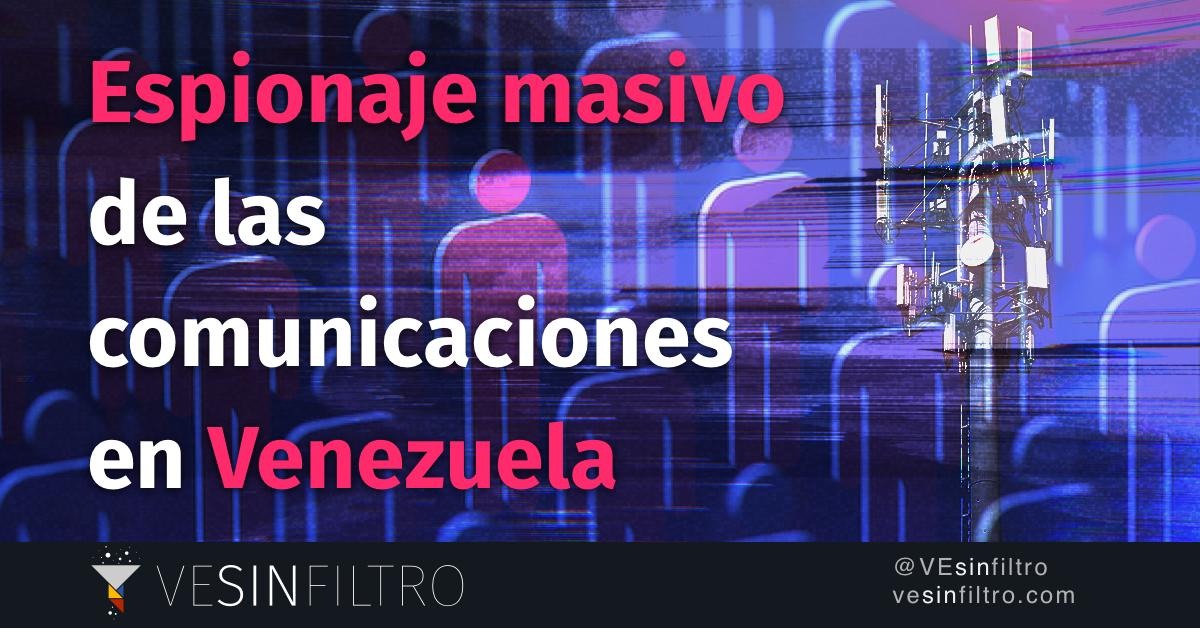 Espionaje masivo
de las
comunicaciones
en Venezuela
VESINFILTRO
@VEsinfiltro
vesinfiltro.com